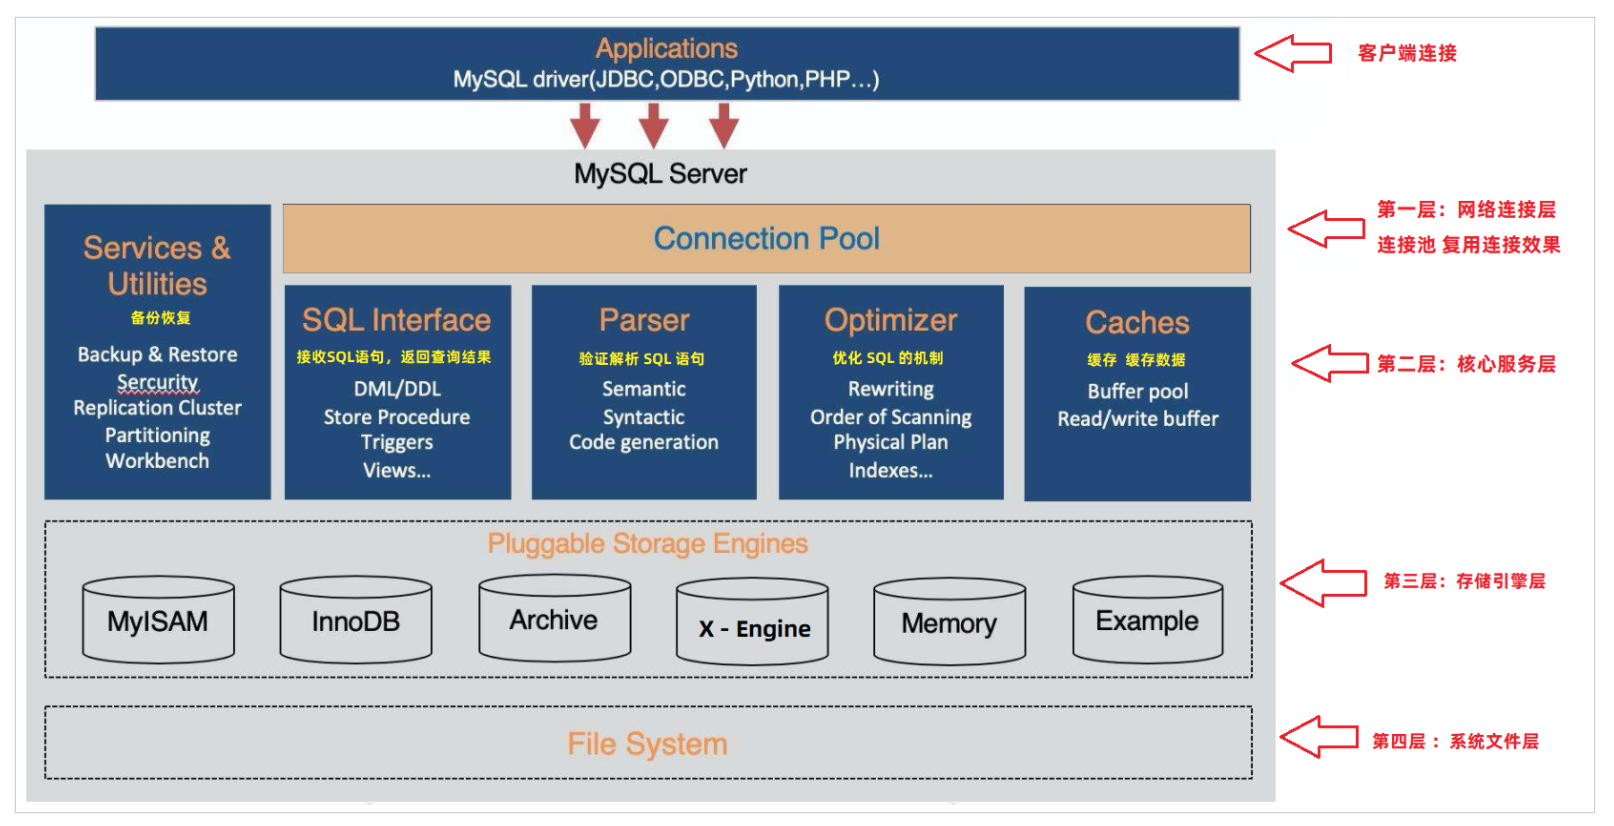 Applications
MySQL driver(JDBC,ODBC,Python,PHP...)
客户端连接
MySQL Server
Services &
Utilities
备份恢复
Backup & Restore
Sercurity
Replication Cluster
Partitioning
Workbench
Connection Pool
第一层：网络连接层
连接池 复用连接效果
SQL Interface
接收SQL语句，返回查询结果
DML/DDL
Store Procedure
Triggers
Views...
Parser
验证解析 SQL 语句
Semantic
Syntactic
Code generation
Optimizer
优化 SQL 的机制
Rewriting
Order of Scanning
Physical Plan
Indexes...
Caches
缓存 缓存数据
Buffer pool
Read/write buffer
第二层：核心服务层
Pluggable Storage Engines
MyISAM
InnoDB
Archive
X - Engine
Memory
Example
第三层：存储引擎层
File System
第四层 ：系统文件层